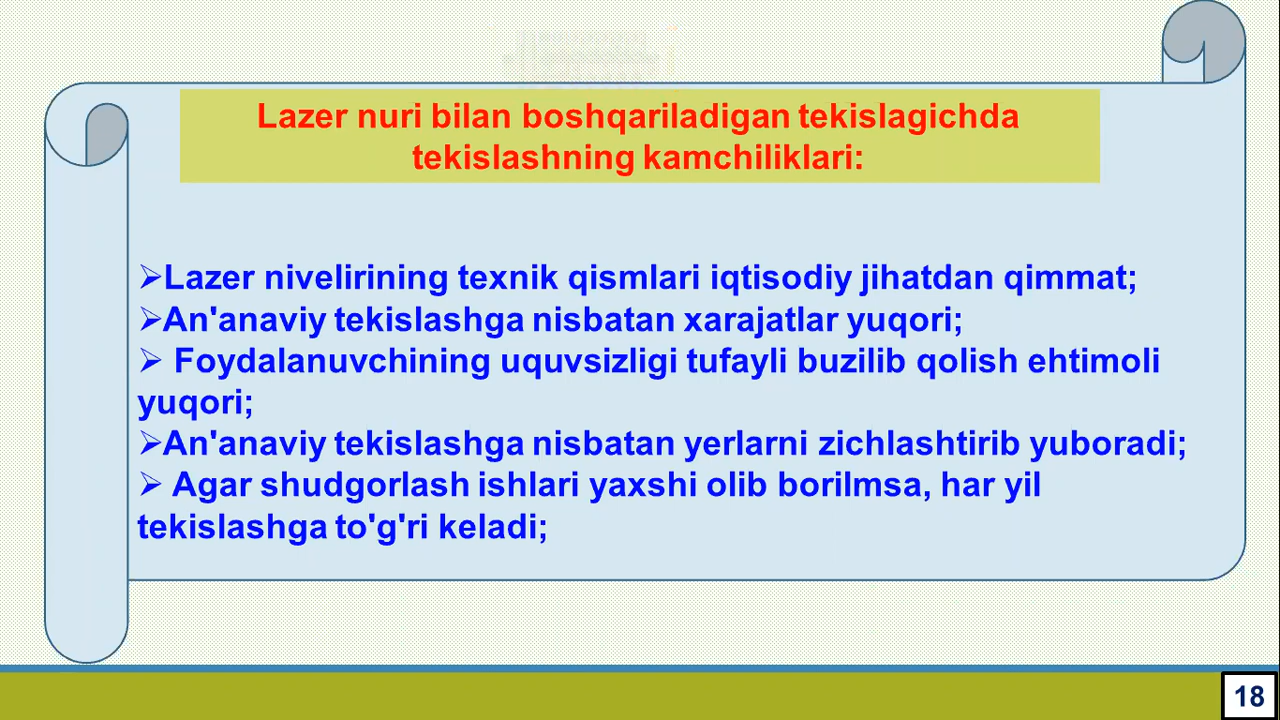 Lazer nuri bilan boshqariladigan tekislagichda
tekislashning kamchiliklari:
➢Lazer nivelirining texnik qismlari iqtisodiy jihatdan qimmat;
➢An'anaviy tekislashga nisbatan xarajatlar yuqori;
➢ Foydalanuvchining uquvsizligi tufayli buzilib qolish ehtimoli
yuqori;
➢An'anaviy tekislashga nisbatan yerlarni zichlashtirib yuboradi;
➢ Agar shudgorlash ishlari yaxshi olib borilmsa, har yil
tekislashga to'g'ri keladi;
18